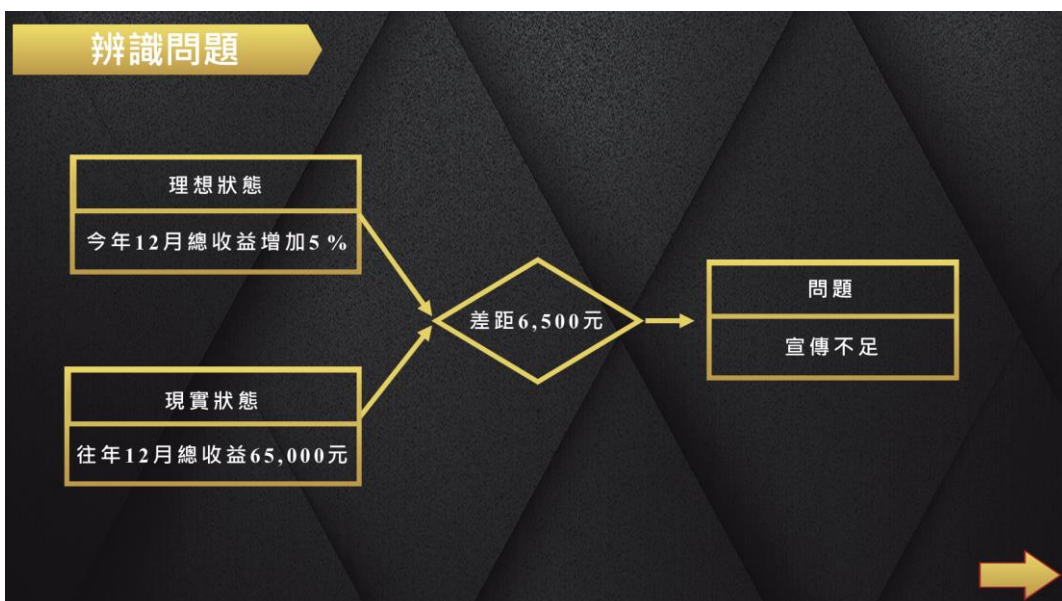 辨識問題
理想狀態
今年12月總收益增加5 %
現實狀態
往年12月總收益65,000元
差距6,500元
問題
宣傳不足